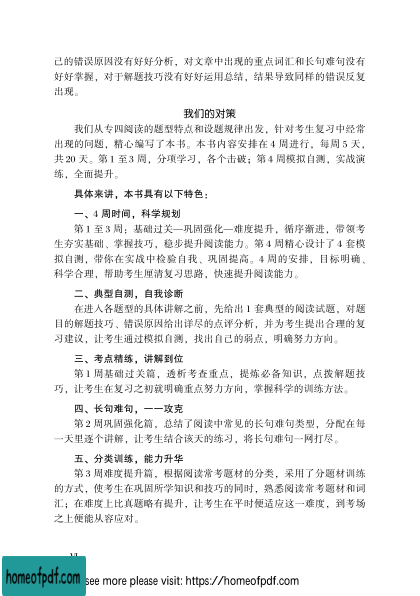 己的错误原因没有好好分析，对文章中出现的重点词汇和长句难句没有
好好掌握，对于解题技巧没有好好运用总结，结果导致同样的错误反复
出现。
我们的对策
我们从专四阅读的题型特点和设题规律出发，针对考生复习中经常
出现的问题，精心编写了本书。本书内容安排在 4 周进行，每周 5 天，
共 20 天。第 1 至 3 周，分项学习，各个击破；第 4 周模拟自测，实战演
练，全面提升。
具体来讲，本书具有以下特色：
一、4 周时间，科学规划
第 1 至 3 周：基础过关—巩固强化—难度提升，循序渐进，带领考
生夯实基础、掌握技巧，稳步提升阅读能力。第 4 周精心设计了 4 套模
拟自测，带你在实战中检验自我、巩固提高。4 周的安排，目标明确、
科学合理，帮助考生厘清复习思路，快速提升阅读能力。
二、典型自测，自我诊断
在进入各题型的具体讲解之前，先给出 1 套典型的阅读试题，对题
目的解题技巧、错误原因给出详尽的点评分析，并为考生提出合理的复
习建议，让考生通过模拟自测，找出自己的弱点，明确努力方向。
三、考点精练，讲解到位
第 1 周基础过关篇，透析考查重点，提炼必备知识，点拨解题技
巧，让考生在复习之初就明确重点努力方向，掌握科学的训练方法。
四、长句难句，一一攻克
第 2 周巩固强化篇，总结了阅读中常见的长句难句类型，分配在每
一天里逐个讲解，让考生结合该天的练习，将长句难句一网打尽。
五、分类训练，能力升华
第 3 周难度提升篇，根据阅读常考题材的分类，采用了分题材训练
的方式，使考生在巩固所学知识和技巧的同时，熟悉阅读常考题材和词
汇；在难度上比真题略有提升，让考生在平时便适应这一难度，到考场
之上便能从容应对。
VI
homeofpdf.com
see more please visit: https://homeofpdf.com